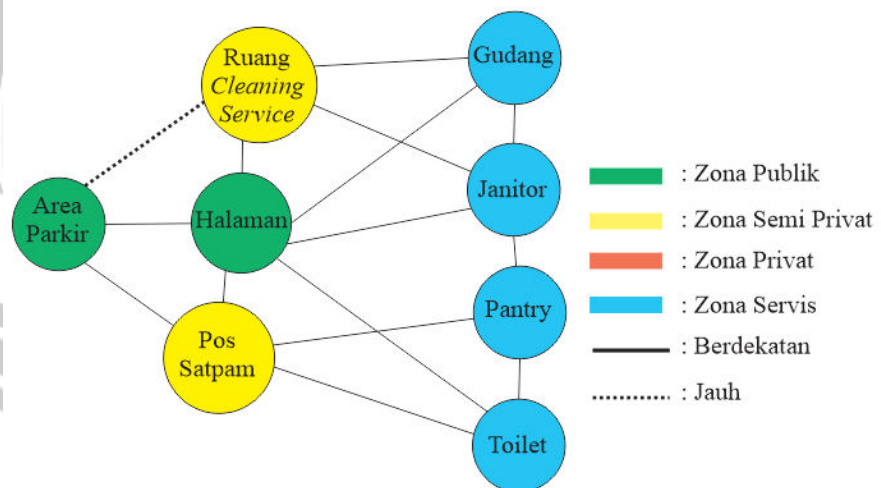 Ruang
Cleaning
Service
Gudang
Area
Parkir
Halaman
Janitor
Pos
Satpam
Pantry
Toilet
: Zona Publik
: Zona Semi Privat
: Zona Privat
: Zona Servis
: Berdekatan
: Jauh